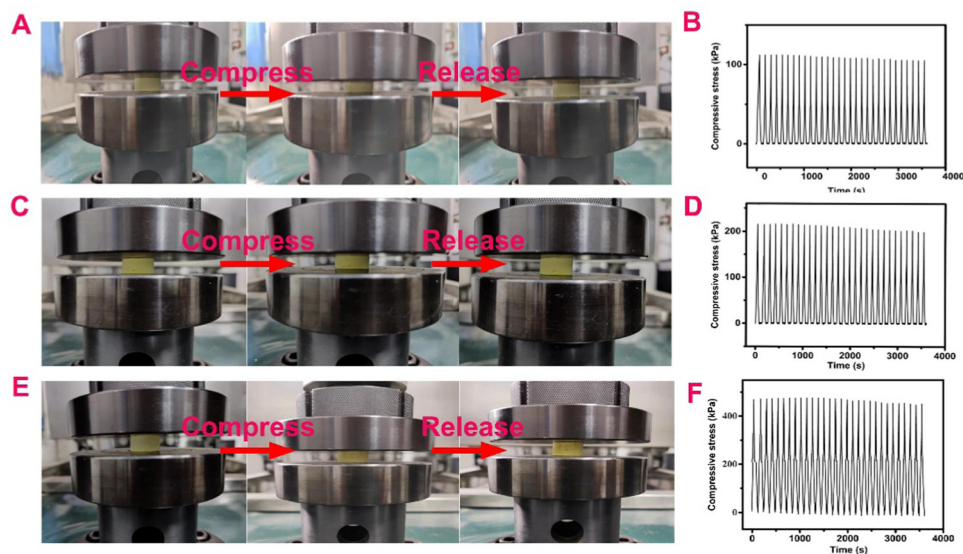 A
Compress
Release
B
Compressive stress (kPa)
100
0
0
1000
2000
3000
4000
Time (s)
C
Compress
Release
D
Compressive stress (kPa)
200
100
0
0
1000
2000
3000
4000
Time (s)
E
Compress
Release
F
Compressive stress (kPa)
400
200
0
0
1000
2000
3000
4000
Time (s)